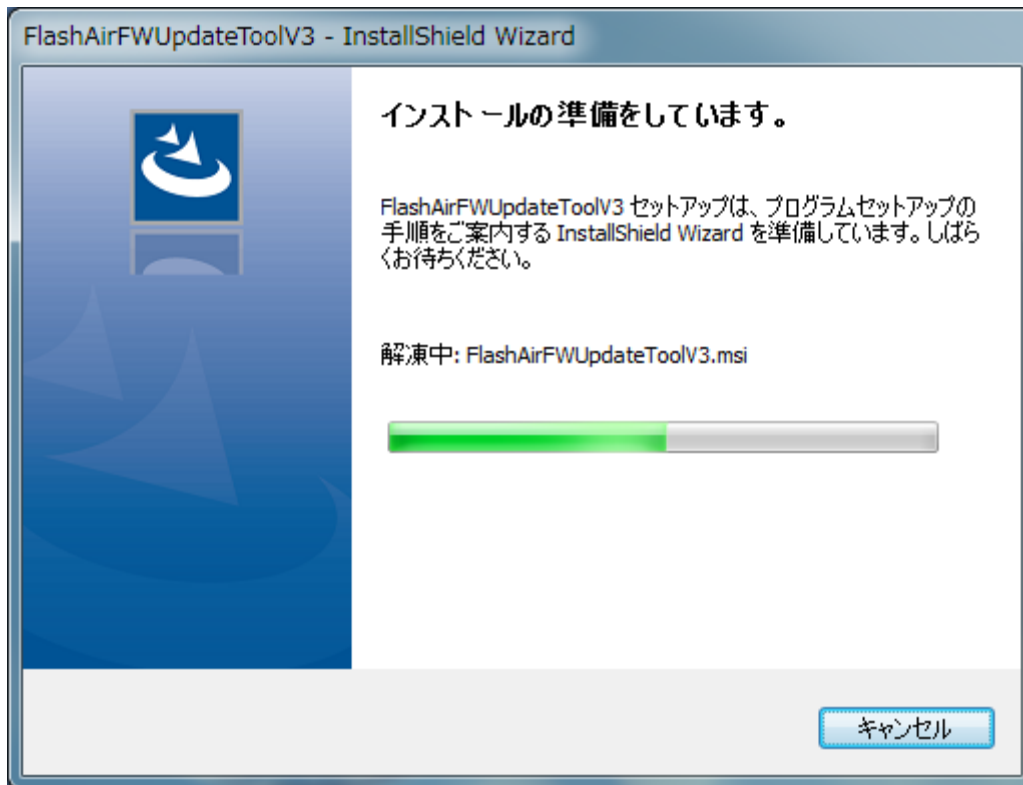 FlashAirFWUpdateToolV3 - InstallShield Wizard
インストールの準備をしています。
FlashAirFWUpdateToolV3 セットアップは、プログラムセットアップの
手順をご案内する InstallShield Wizard を準備しています。しばら
くお待ちください。
解凍中: FlashAirFWUpdateToolV3.msi
キャンセル